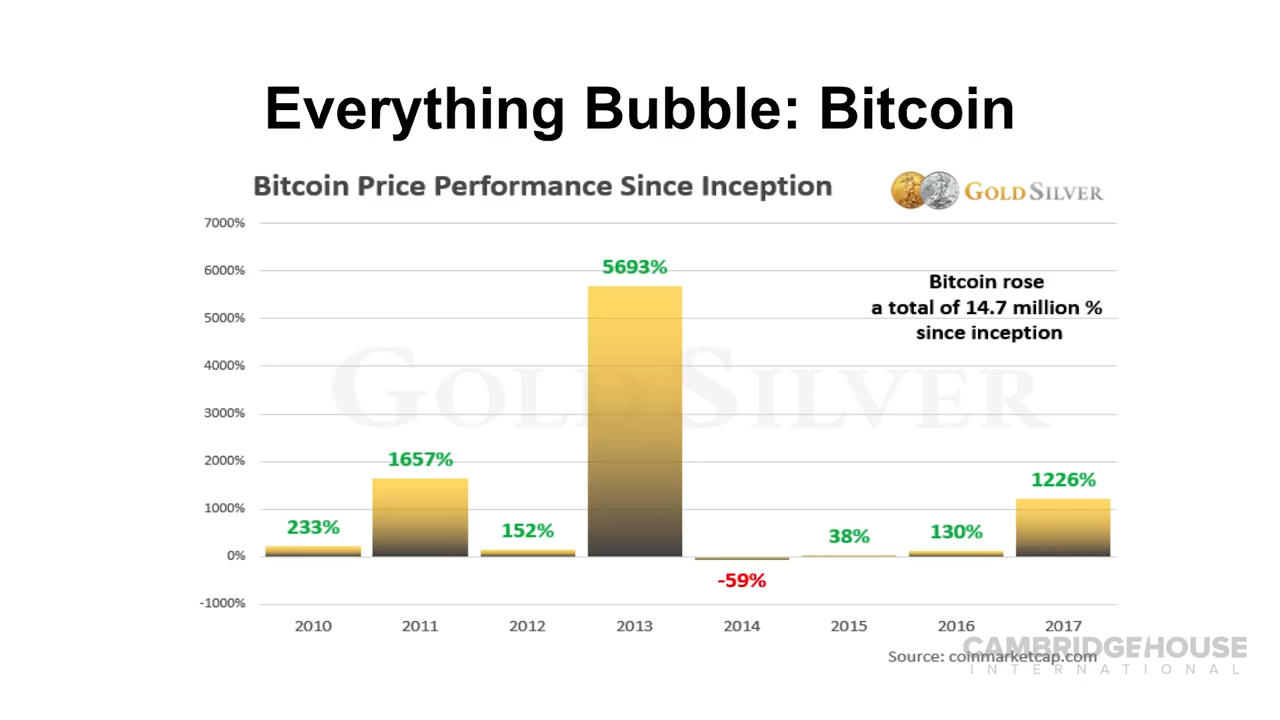 Everything Bubble: Bitcoin
Bitcoin Price Performance Since Inception
GOLD SILVER
7000%
6000%
5000%
4000%
3000%
2000%
1000%
0%
-1000%
233%
1657%
152%
5693%
-59%
38%
130%
1226%
Bitcoin rose
a total of 14.7 million %
since inception
GOLD SILVER
2010
2011
2012
2013
2014
2015
2016
2017
Source: coinmarketcap.com
CAMBRIDGEHOUSE
INTERNATIONAL